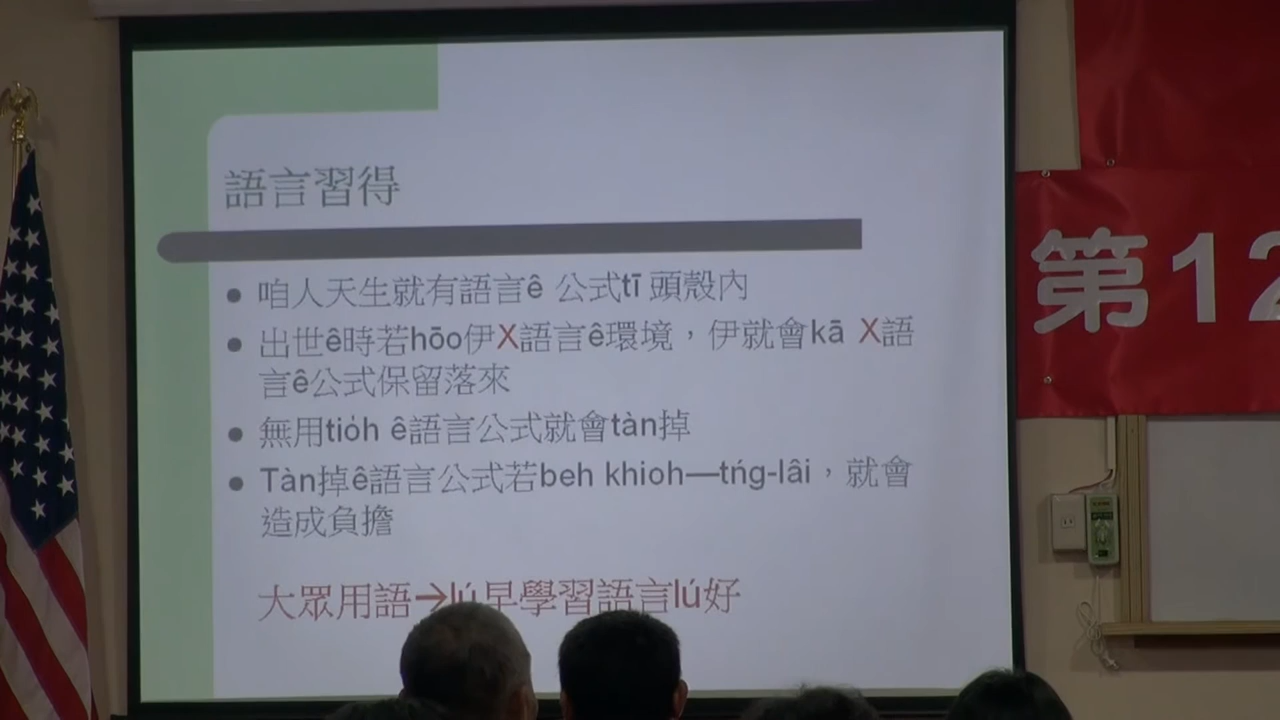 語言習得
咱人天生就有語言ê 公式tī 頭殼內
出世ê時若hōo伊X語言ê環境，伊就會kā X語
言ê公式保留落來
無用tio̍h ê語言公式就會tàn掉
Tàn掉ê語言公式若beh khioh—tńg-lâi，就會
造成負擔
大眾用語→lú早學習語言lú好
第12